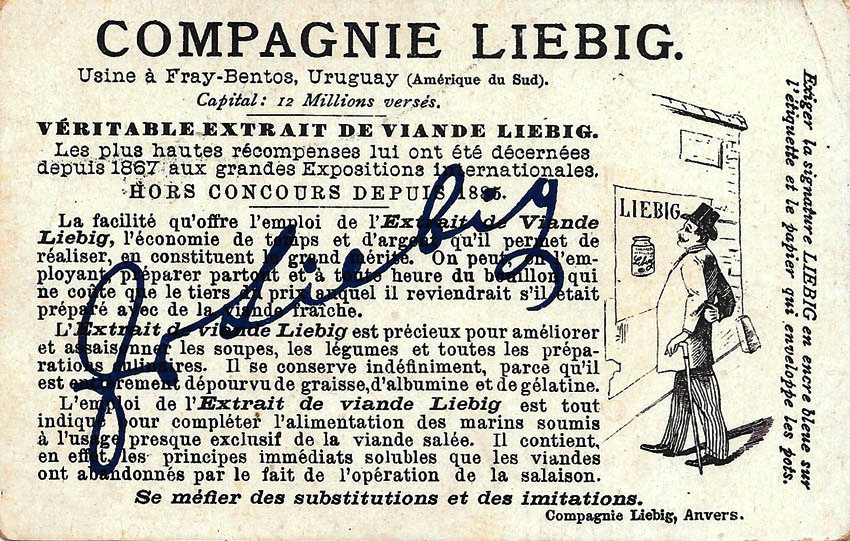 COMPAGNIE LIEBIG.
Usine à Fray-Bentos, Uruguay (Amérique du Sud).
Capital: 12 Millions versés.
VÉRITABLE EXTRAIT DE VIANDE LIEBIG.
Les plus hautes récompenses lui ont été décernées
depuis 1867 aux grandes Expositions internationales.
HORS CONCOURS DEPUIS 1885.
La facilité qu'offre l'emploi de l'Extrait de Viande
Liebig, l'économie de temps et d'argent qu'il permet de
réaliser, en constituent le grand mérite. On peut, en l'em-
ployant, préparer partout et à toute heure du bouillon qui
ne coûte que le tiers du prix auquel il reviendrait s'il était
préparé avec de la viande fraîche.
L'Extrait de viande Liebig est précieux pour améliorer
et assaisonner les soupes, les légumes et toutes les prépa-
rations culinaires. Il se conserve indéfiniment, parce qu'il
est entièrement dépourvu de graisse, d'albumine et de gélatine.
L'emploi de l'Extrait de viande Liebig est tout
indiqué pour compléter l'alimentation des marins soumis
à l'usage presque exclusif de la viande salée. Il contient,
en effet, les principes immédiats solubles que les viandes
ont abandonnés par le fait de l'opération de la salaison.
Se méfier des substitutions et des imitations.
Compagnie Liebig, Anvers.
LIEBIG
Exiger la signature LIEBIG en encre bleue sur
l'étiquette et le papier qui enveloppe les pots.